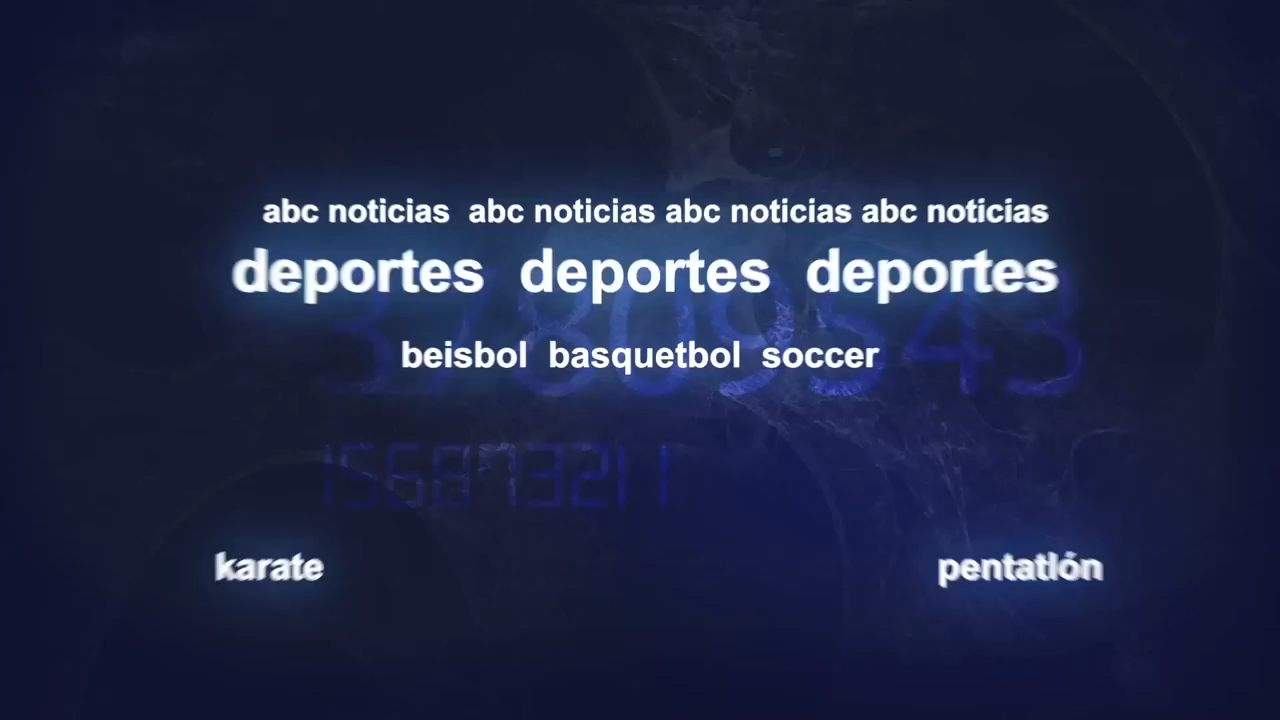 abc noticias abc noticias abc noticias abc noticias
deportes deportes deportes
beisbol basquetbol soccer
karate pentatlón